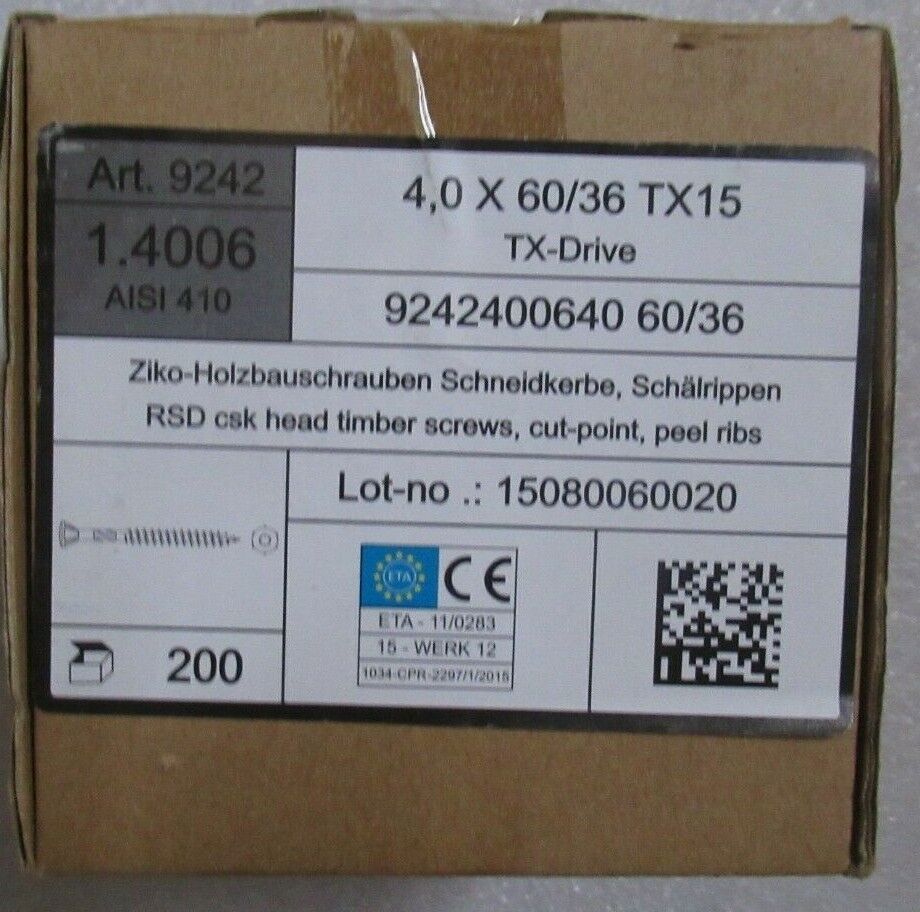 Art. 9242
1.4006
AISI 410
4,0 X 60/36 TX15
TX-Drive
9242400640 60/36
Ziko-Holzbauschrauben Schneidkerbe, Schälrippen
RSD csk head timber screws, cut-point, peel ribs
Lot-no .: 15080060020
200
ETA CE
ETA - 11/0283
15 - WERK 12
1034-CPR-2297/1/2015